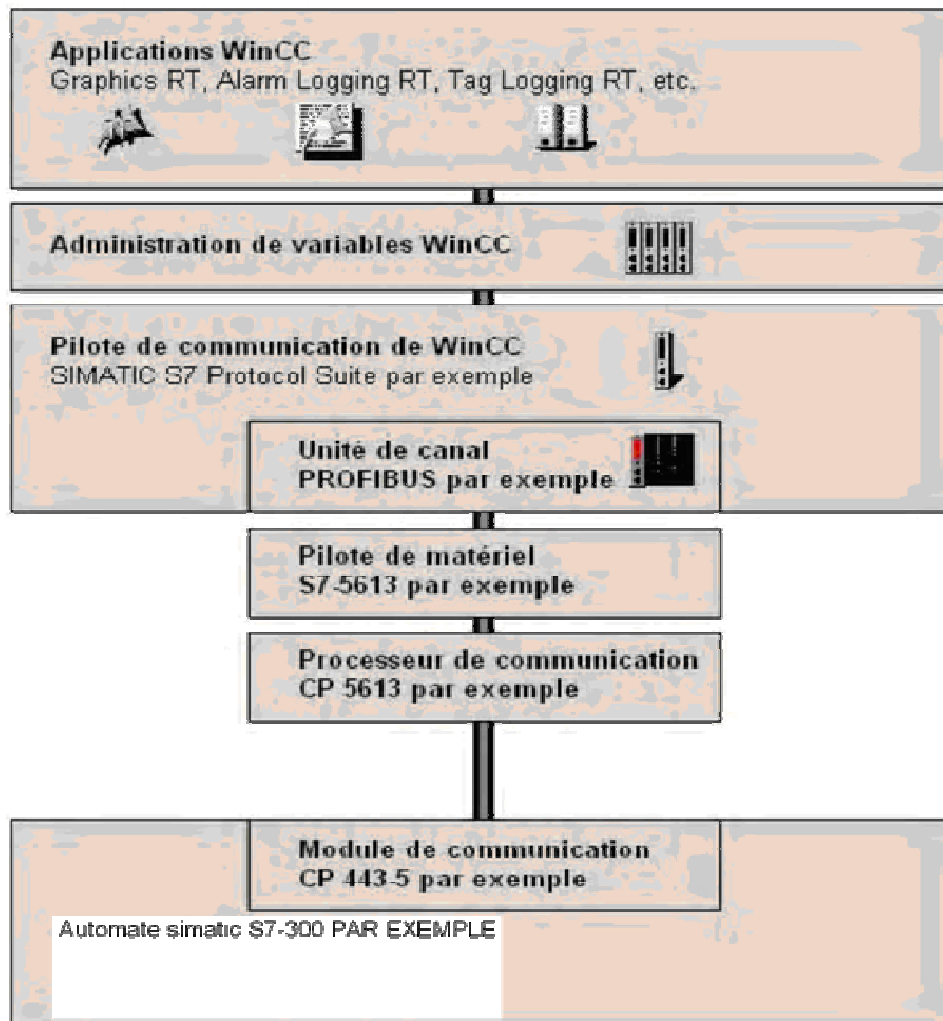 Applications WinCC
Graphics RT, Alarm Logging RT, Tag Logging RT, etc.
Administration de variables WinCC
Pilote de communication de WinCC
SIMATIC S7 Protocol Suite par exemple
Unité de canal
PROFIBUS par exemple
Pilote de matériel
S7-5613 par exemple
Processeur de communication
CP 5613 par exemple
Module de communication
CP 443-5 par exemple
Automate simatic S7-300 PAR EXEMPLE